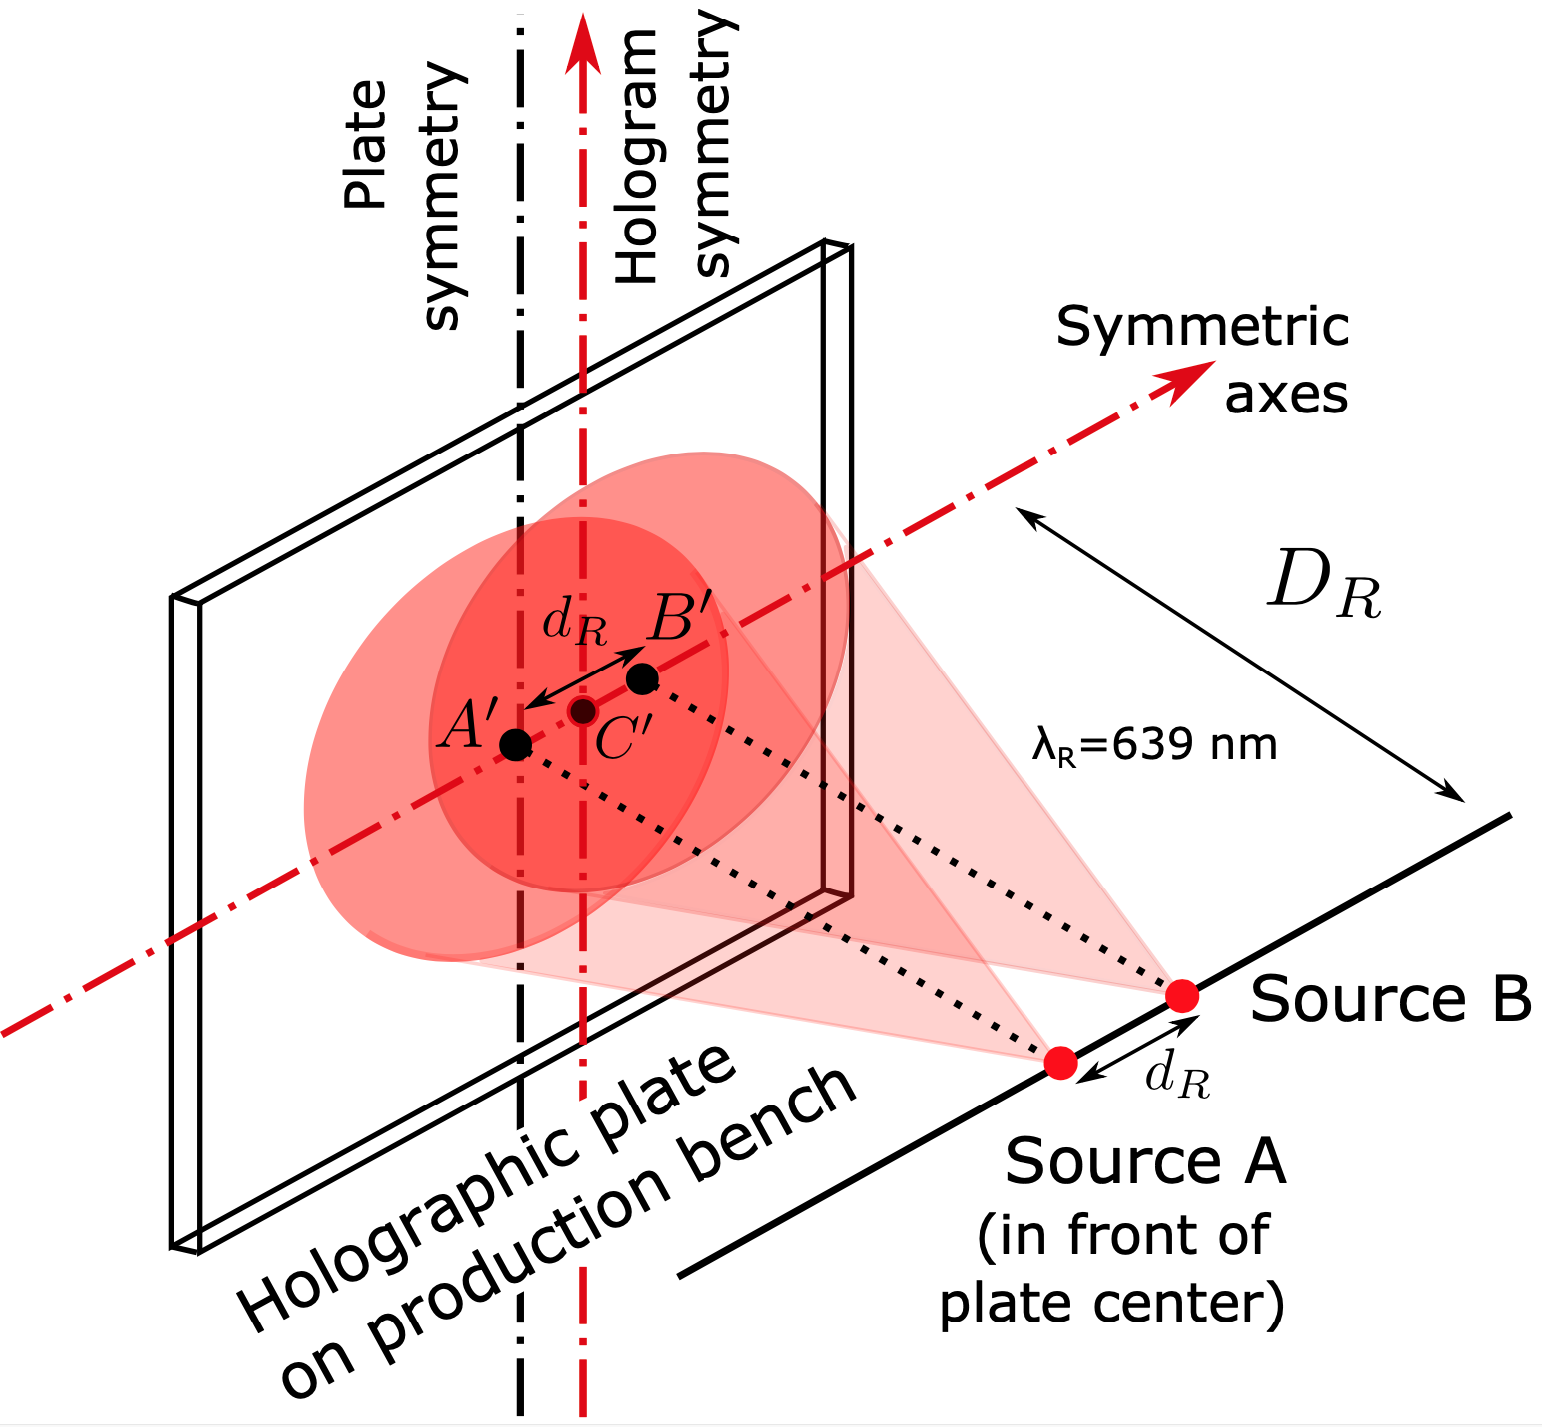 Plate
symmetry
Hologram
symmetry
Symmetric
axes
D_R
d_R
B′
A′
C′
λ_R=639 nm
Source B
d_R
Source A
(in front of
plate center)
Holographic plate
on production bench